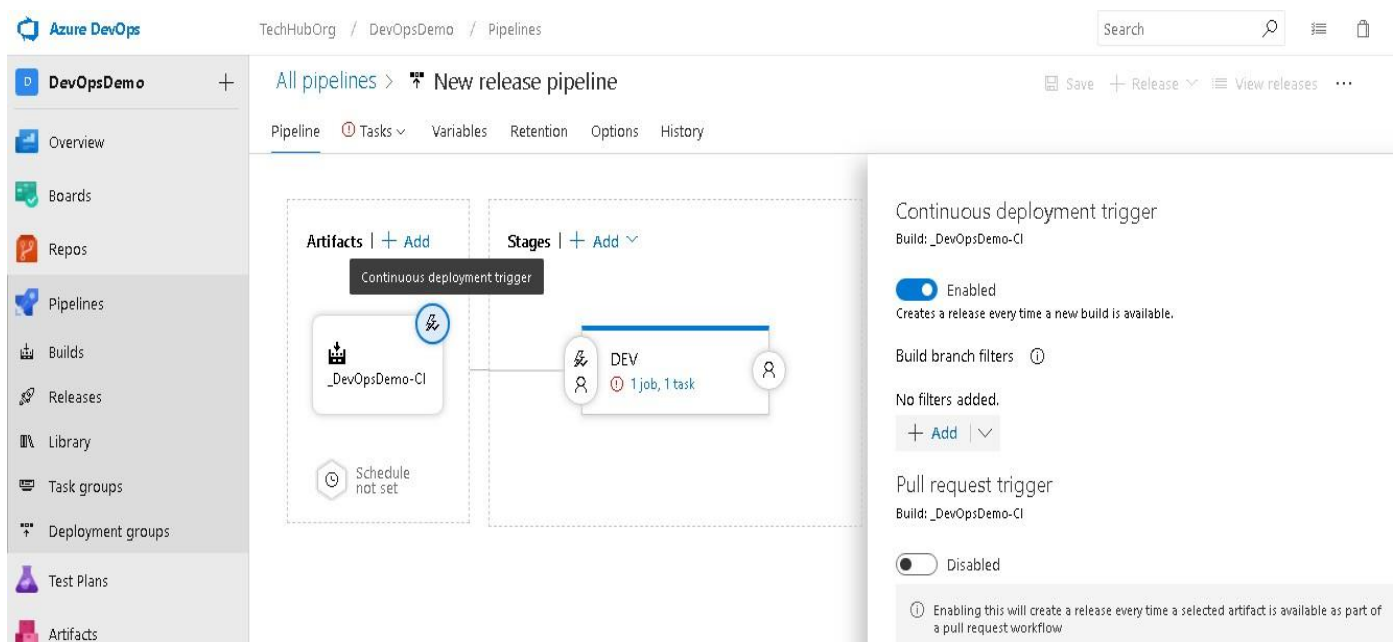 Azure DevOps
TechHubOrg / DevOpsDemo / Pipelines
Search
D DevOpsDemo +
Overview
Boards
Repos
Pipelines
Builds
Releases
Library
Task groups
Deployment groups
Test Plans
Artifacts
All pipelines > New release pipeline
Save + Release View releases ...
Pipeline Tasks Variables Retention Options History
Artifacts | + Add
Continuous deployment trigger
_DevOpsDemo-CI
Schedule
not set
Stages | + Add
DEV
1 job, 1 task
Continuous deployment trigger
Build: _DevOpsDemo-CI
Enabled
Creates a release every time a new build is available.
Build branch filters
No filters added.
+ Add
Pull request trigger
Build: _DevOpsDemo-CI
Disabled
Enabling this will create a release every time a selected artifact is available as part of
a pull request workflow